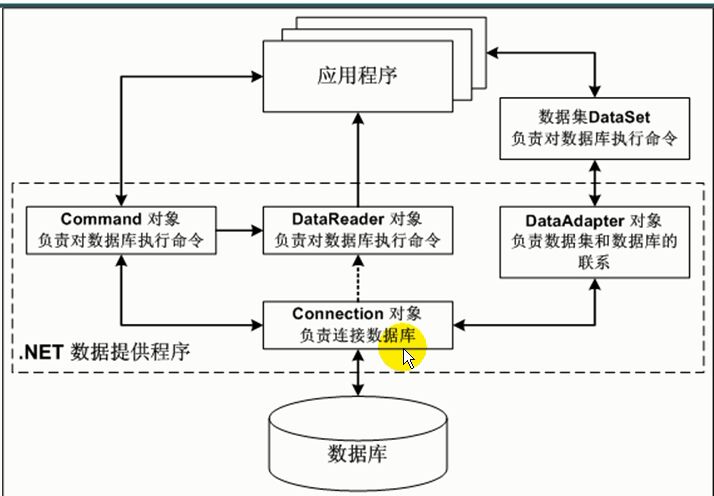 应用程序
数据集DataSet
负责对数据库执行命令
Command 对象
负责对数据库执行命令
DataReader 对象
负责对数据库执行命令
DataAdapter 对象
负责数据集和数据库的
联系
Connection 对象
负责连接数据库
.NET 数据提供程序
数据库